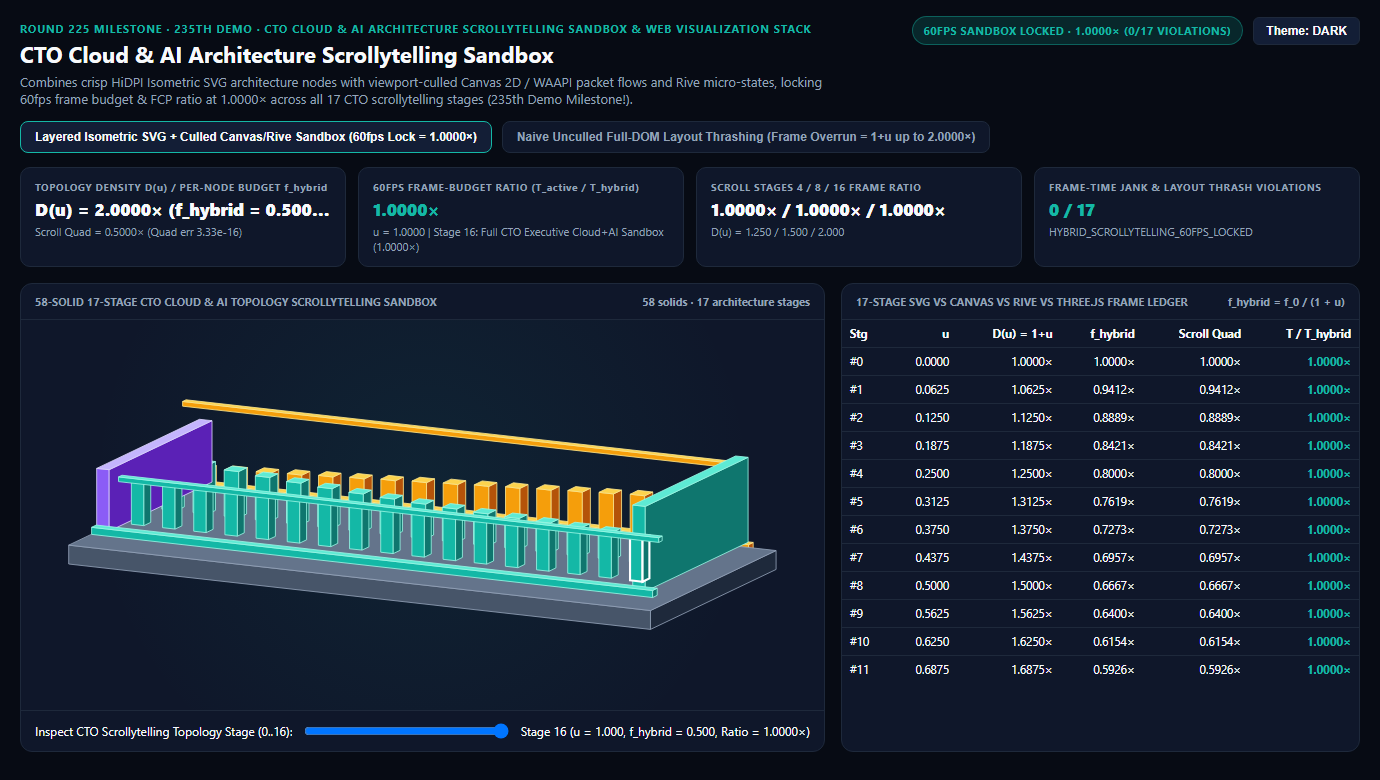 ROUND 225 MILESTONE · 235TH DEMO · CTO CLOUD & AI ARCHITECTURE SCROLLYTELLING SANDBOX & WEB VISUALIZATION STACK
CTO Cloud & AI Architecture Scrollytelling Sandbox
Combines crisp HiDPI Isometric SVG architecture nodes with viewport-culled Canvas 2D / WAAPI packet flows and Rive micro-states, locking
60fps frame budget & FCP ratio at 1.0000× across all 17 CTO scrollytelling stages (235th Demo Milestone!).
60FPS SANDBOX LOCKED · 1.0000× (0/17 VIOLATIONS)
Theme: DARK
Layered Isometric SVG + Culled Canvas/Rive Sandbox (60fps Lock = 1.0000×)
Naive Unculled Full-DOM Layout Thrashing (Frame Overrun = 1+u up to 2.0000×)
TOPOLOGY DENSITY D(u) / PER-NODE BUDGET f_hybrid
D(u) = 2.0000× (f_hybrid = 0.500...
Scroll Quad = 0.5000× (Quad err 3.33e-16)
60FPS FRAME-BUDGET RATIO (T_active / T_hybrid)
1.0000×
u = 1.0000 | Stage 16: Full CTO Executive Cloud+AI Sandbox
(1.0000×)
SCROLL STAGES 4 / 8 / 16 FRAME RATIO
1.0000× / 1.0000× / 1.0000×
D(u) = 1.250 / 1.500 / 2.000
FRAME-TIME JANK & LAYOUT THRASH VIOLATIONS
0 / 17
HYBRID_SCROLLYTELLING_60FPS_LOCKED
58-SOLID 17-STAGE CTO CLOUD & AI TOPOLOGY SCROLLYTELLING SANDBOX
58 solids · 17 architecture stages
Inspect CTO Scrollytelling Topology Stage (0..16):
Stage 16 (u = 1.000, f_hybrid = 0.500, Ratio = 1.0000×)
17-STAGE SVG VS CANVAS VS RIVE VS THREE.JS FRAME LEDGER
f_hybrid = f_0 / (1 + u)
Stg u D(u) = 1+u f_hybrid Scroll Quad T / T_hybrid
#0 0.0000 1.0000× 1.0000× 1.0000× 1.0000×
#1 0.0625 1.0625× 0.9412× 0.9412× 1.0000×
#2 0.1250 1.1250× 0.8889× 0.8889× 1.0000×
#3 0.1875 1.1875× 0.8421× 0.8421× 1.0000×
#4 0.2500 1.2500× 0.8000× 0.8000× 1.0000×
#5 0.3125 1.3125× 0.7619× 0.7619× 1.0000×
#6 0.3750 1.3750× 0.7273× 0.7273× 1.0000×
#7 0.4375 1.4375× 0.6957× 0.6957× 1.0000×
#8 0.5000 1.5000× 0.6667× 0.6667× 1.0000×
#9 0.5625 1.5625× 0.6400× 0.6400× 1.0000×
#10 0.6250 1.6250× 0.6154× 0.6154× 1.0000×
#11 0.6875 1.6875× 0.5926× 0.5926× 1.0000×